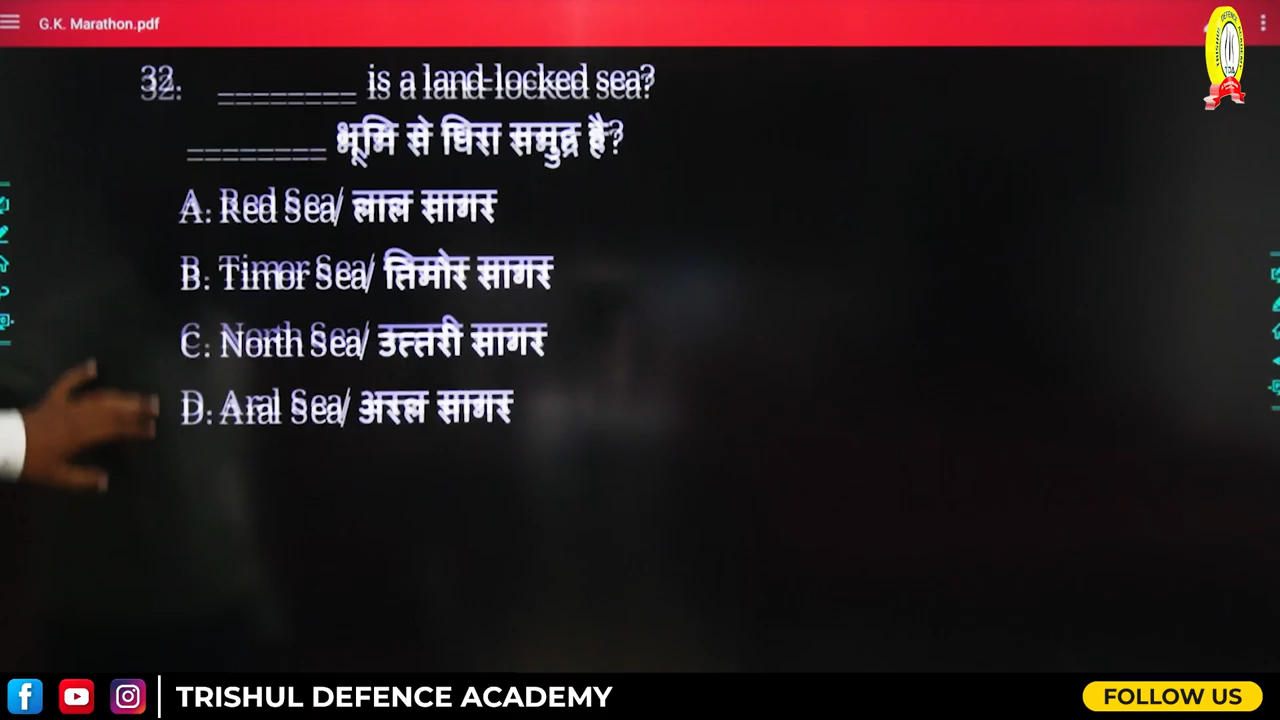 G.K. Marathon.pdf
32. ________ is a land-locked sea?
________ भूमि से घिरा समुद्र है?
A. Red Sea/ लाल सागर
B. Timor Sea/ तिमोर सागर
C. North Sea/ उत्तरी सागर
D. Aral Sea/ अरल सागर
TRISHUL DEFENCE ACADEMY
FOLLOW US